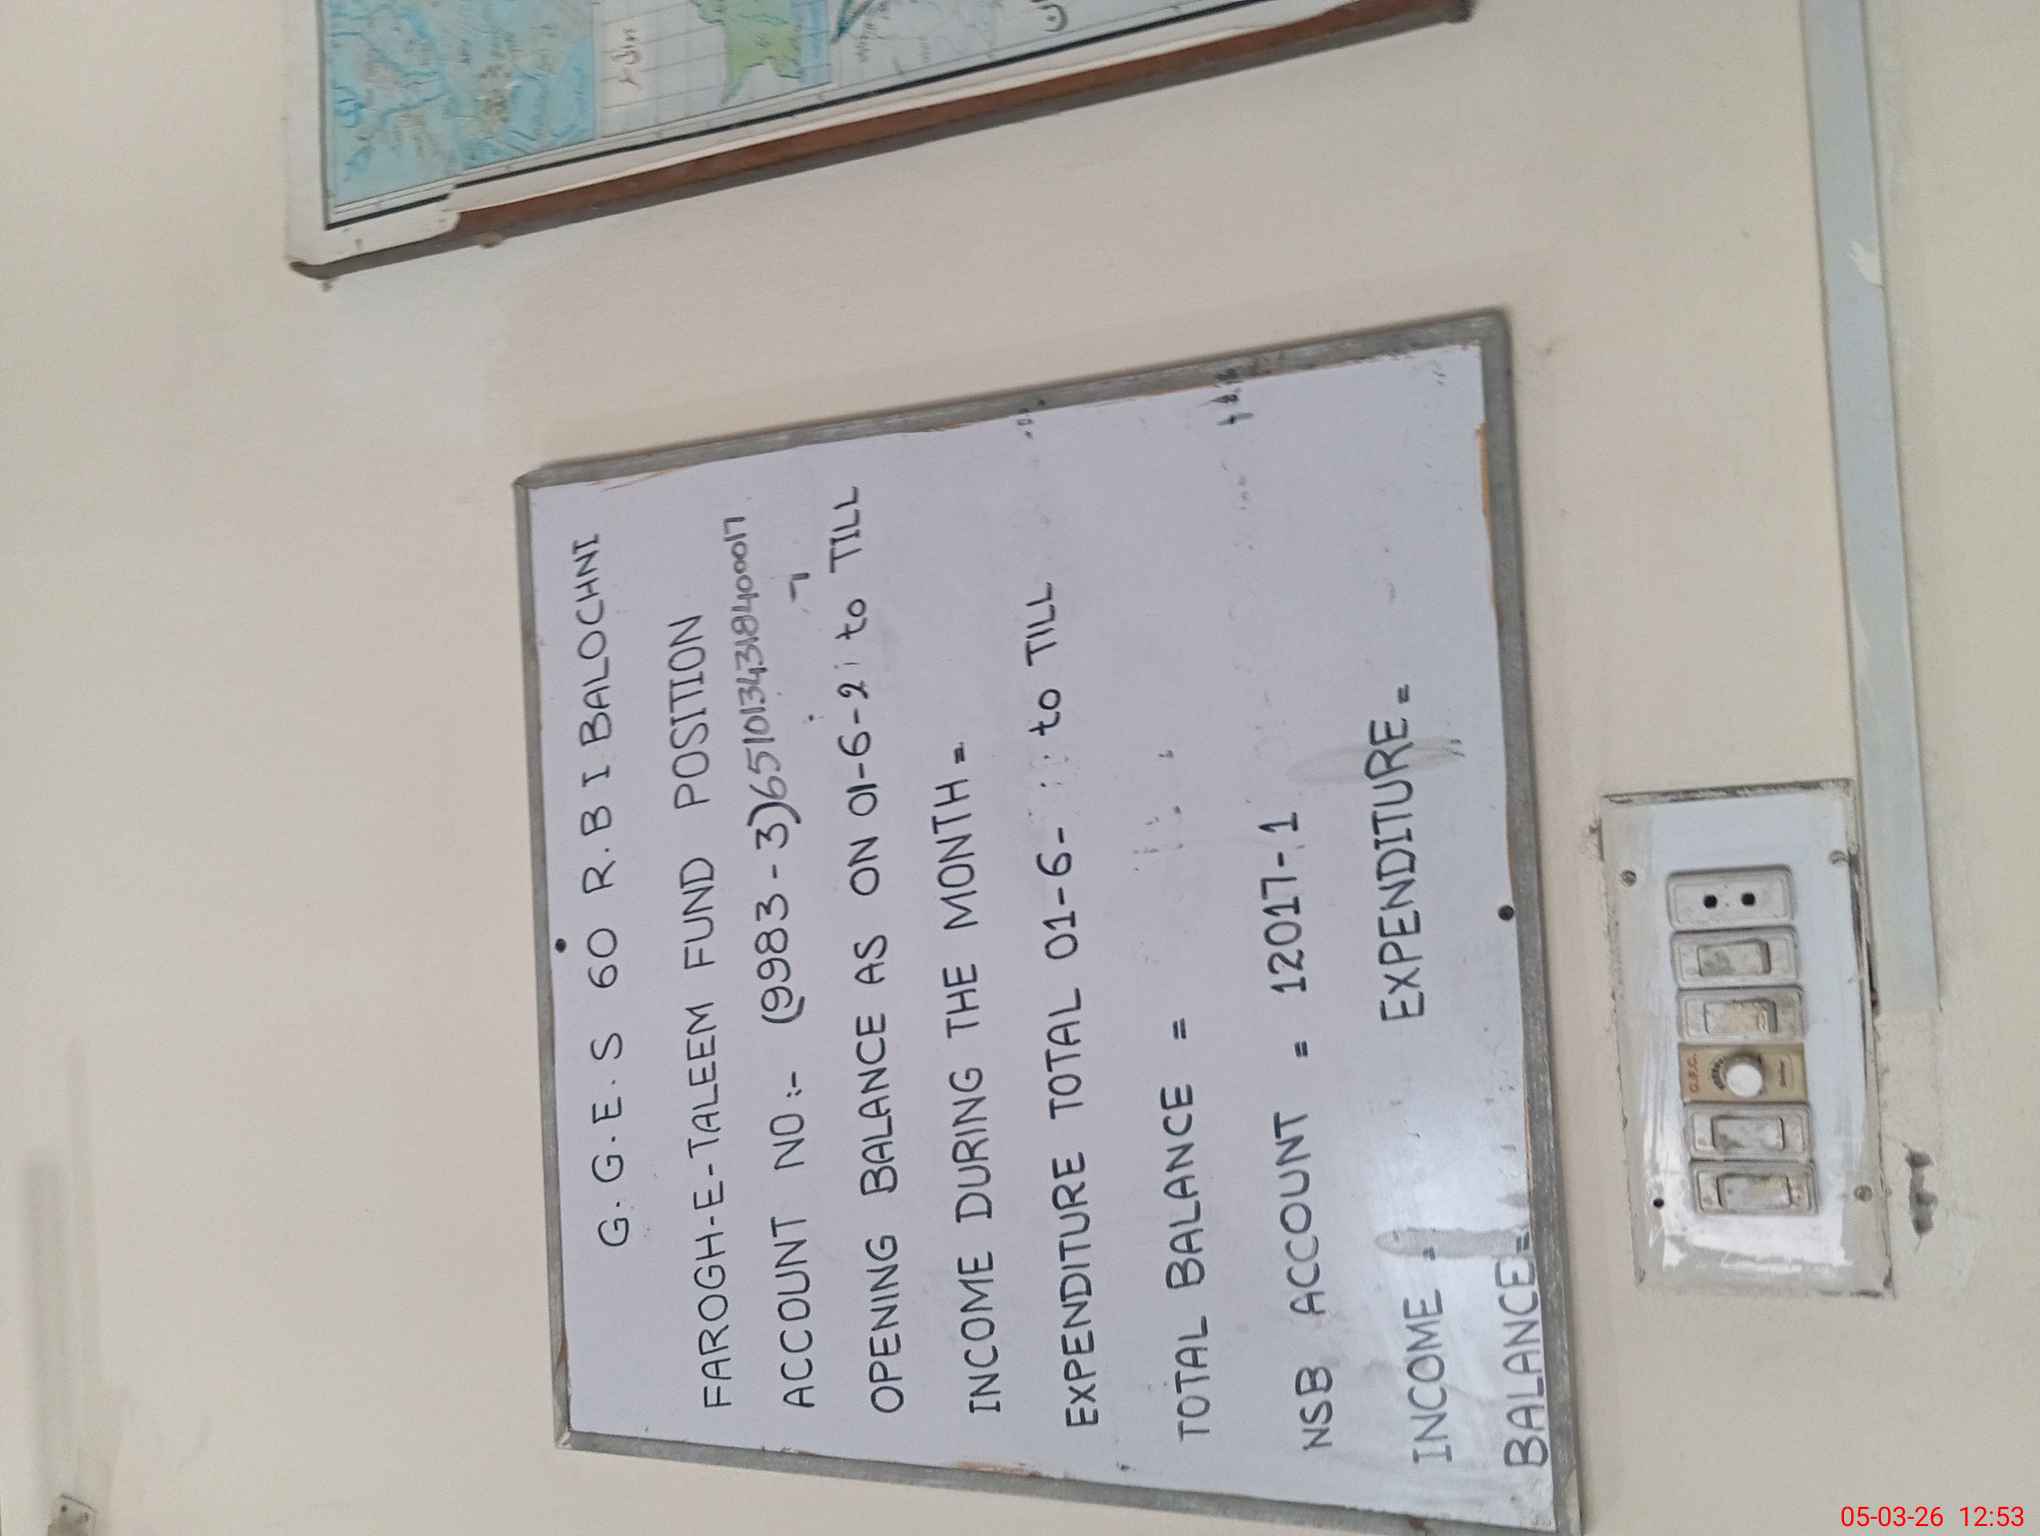 G.G.E.S 60 R.B I BALOCHNI
FAROGH-E-TALEEM FUND POSITION
ACCOUNT NO:- (9983-3)6510134318400017
OPENING BALANCE AS ON 01-6-2 to TILL
INCOME DURING THE MONTH =
EXPENDITURE TOTAL 01-6- to TILL
TOTAL BALANCE =
NSB ACCOUNT = 12017-1
INCOME = EXPENDITURE =
BALANCE =
05-03-26 12:53